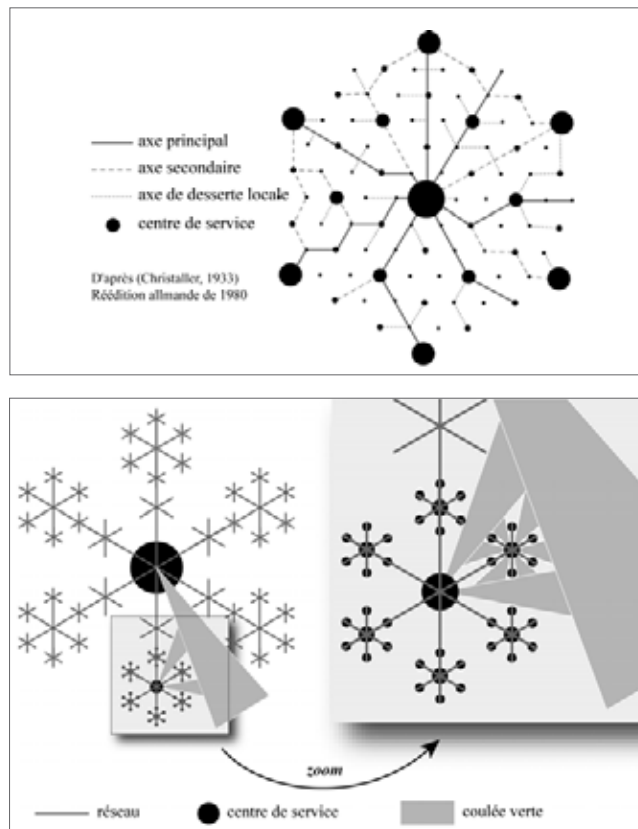 axe principal
axe secondaire
axe de desserte locale
centre de service
D'après (Christaller, 1933)
Réédition allmande de 1980
zoom
réseau
centre de service
coulée verte